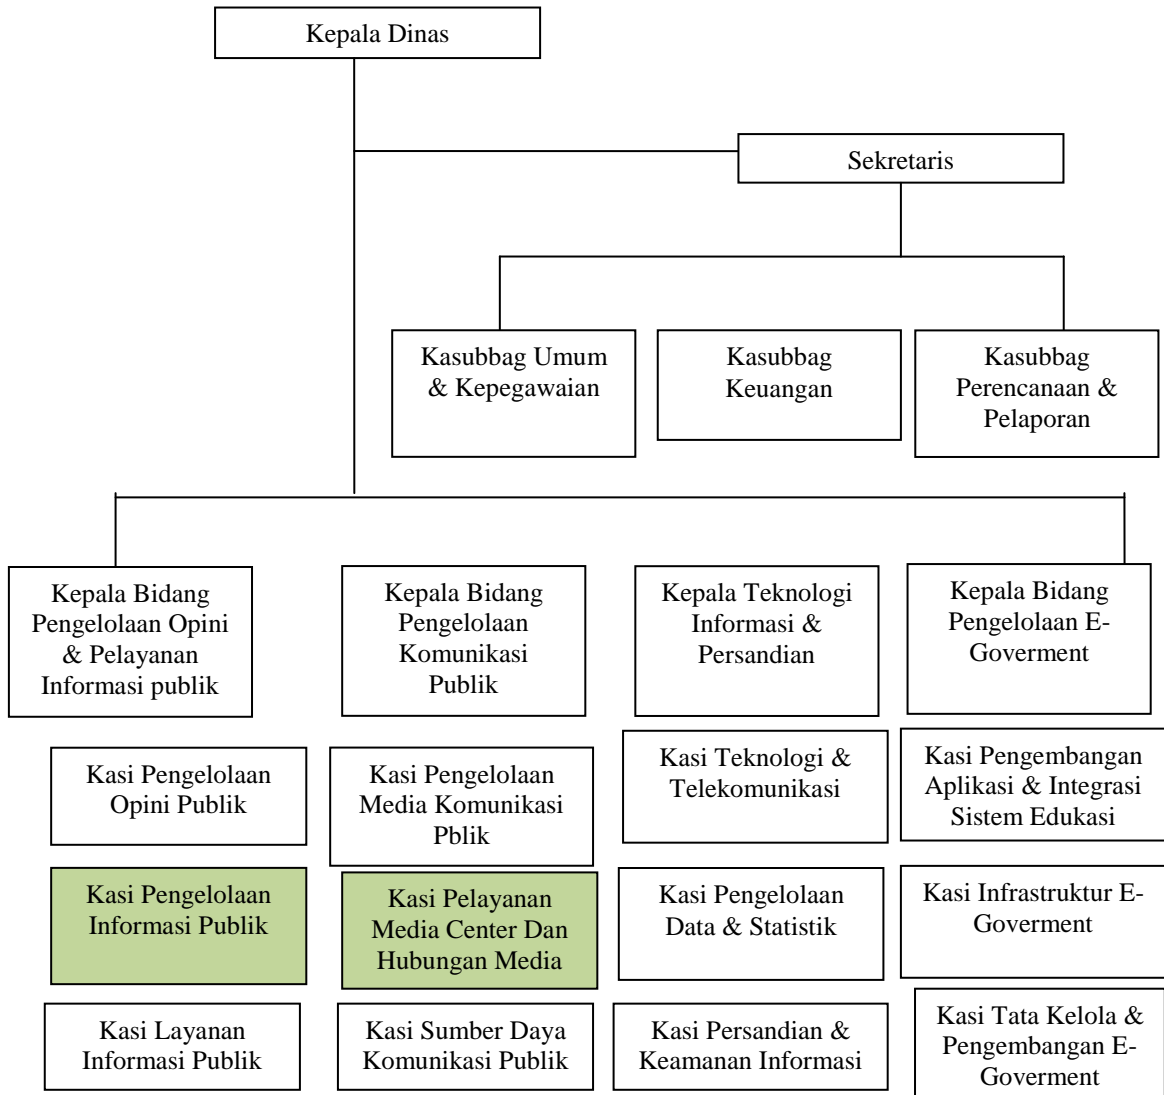 Kepala Dinas
Sekretaris
Kasubbag Umum
& Kepegawaian
Kasubbag
Keuangan
Kasubbag
Perencanaan &
Pelaporan
Kepala Bidang
Pengelolaan Opini
& Pelayanan
Informasi publik
Kepala Bidang
Pengelolaan
Komunikasi
Publik
Kepala Teknologi
Informasi &
Persandian
Kepala Bidang
Pengelolaan E-
Goverment
Kasi Pengelolaan
Opini Publik
Kasi Pengelolaan
Media Komunikasi
Pblik
Kasi Teknologi &
Telekomunikasi
Kasi Pengembangan
Aplikasi & Integrasi
Sistem Edukasi
Kasi Pengelolaan
Informasi Publik
Kasi Pelayanan
Media Center Dan
Hubungan Media
Kasi Pengelolaan
Data & Statistik
Kasi Infrastruktur E-
Goverment
Kasi Layanan
Informasi Publik
Kasi Sumber Daya
Komunikasi Publik
Kasi Persandian &
Keamanan Informasi
Kasi Tata Kelola &
Pengembangan E-
Goverment